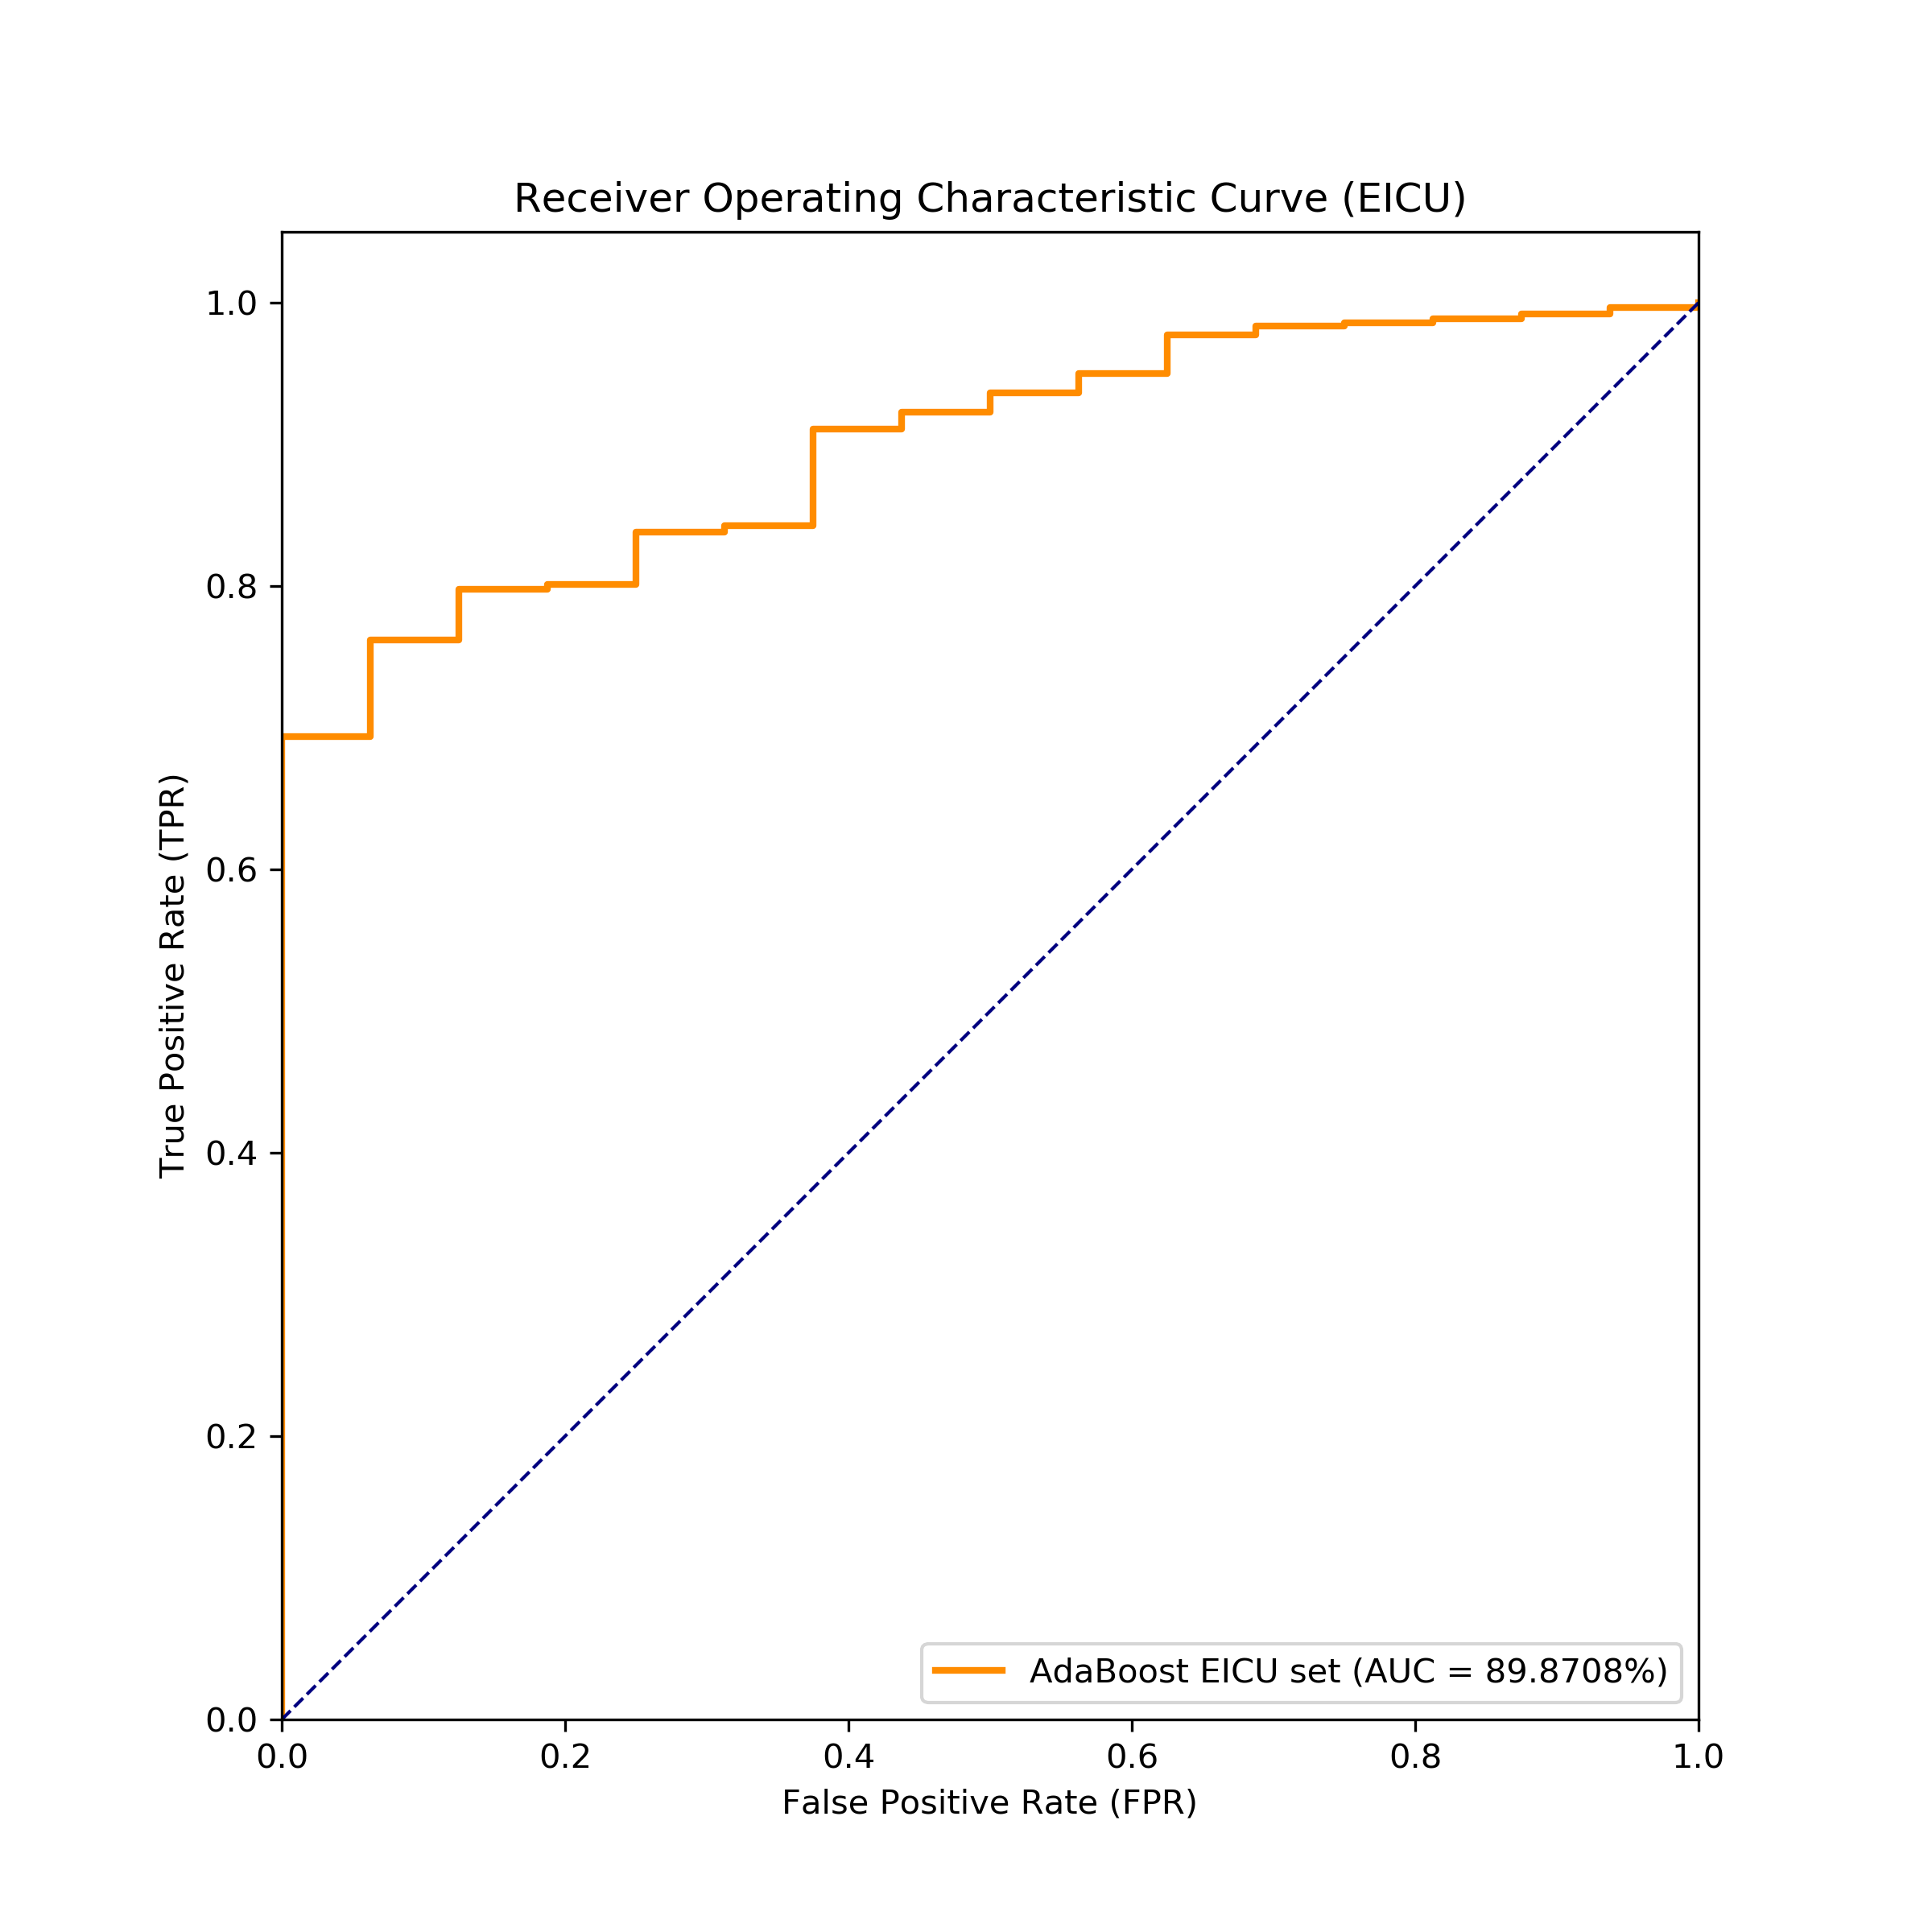 Receiver Operating Characteristic Curve (EICU)
True Positive Rate (TPR)
1.0
0.8
0.6
0.4
0.2
0.0
0.0 0.2 0.4 0.6 0.8 1.0
False Positive Rate (FPR)
AdaBoost EICU set (AUC = 89.8708%)